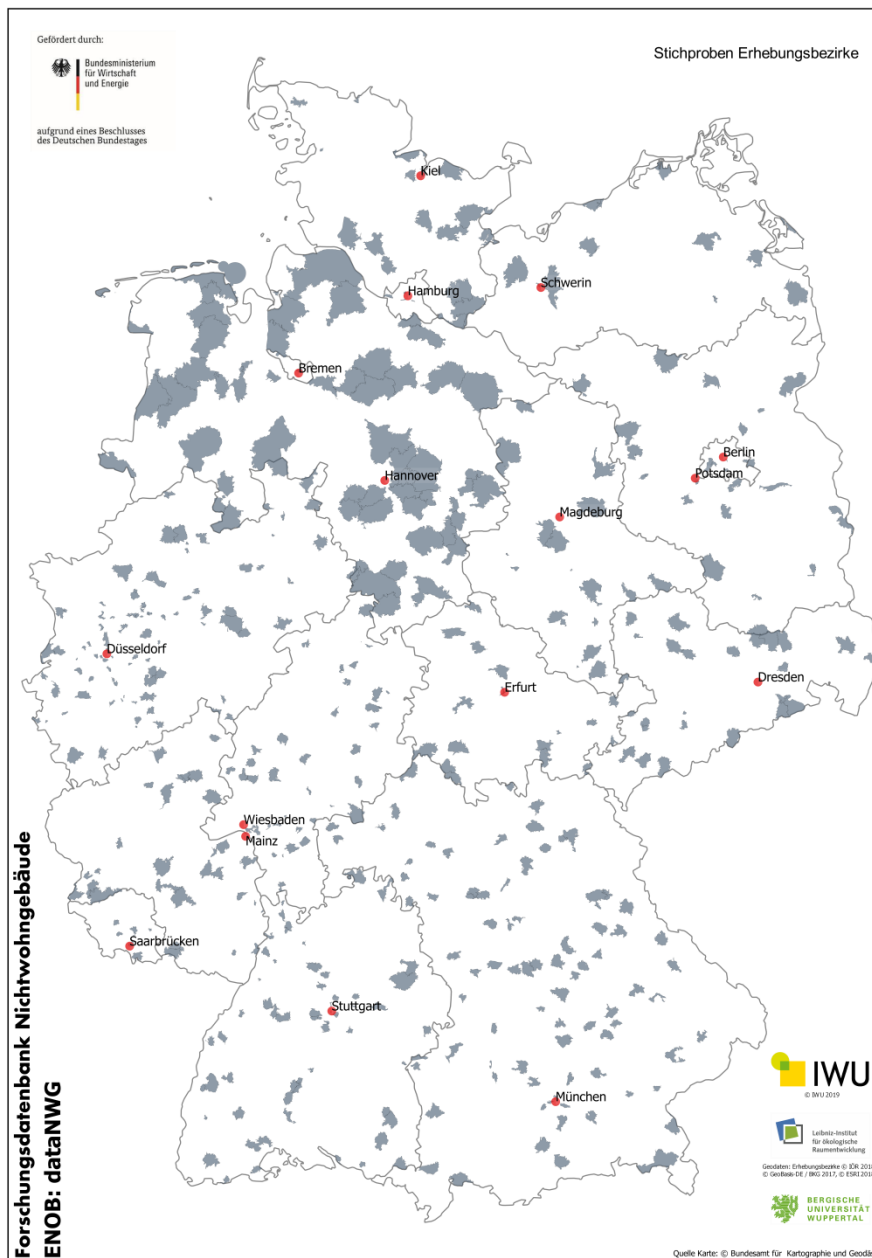 Gefördert durch:
Bundesministerium
für Wirtschaft
und Energie
aufgrund eines Beschlusses
des Deutschen Bundestages
Stichproben Erhebungsbezirke
Kiel
Hamburg
Schwerin
Bremen
Berlin
Potsdam
Hannover
Magdeburg
Düsseldorf
Erfurt
Dresden
Wiesbaden
Mainz
Saarbrücken
Stuttgart
München
Forschungsdatenbank Nichtwohngebäude
ENOB: dataNWG
IWU
© IWU 2019
Leibniz-Institut
für ökologische
Raumentwicklung
Geodaten: Erhebungsbezirke © IÖR 2018
© GeoBasis-DE / BKG 2017, © ESRI 2018
BERGISCHE
UNIVERSITÄT
WUPPERTAL
Quelle Karte: © Bundesamt für Kartographie und Geodäs